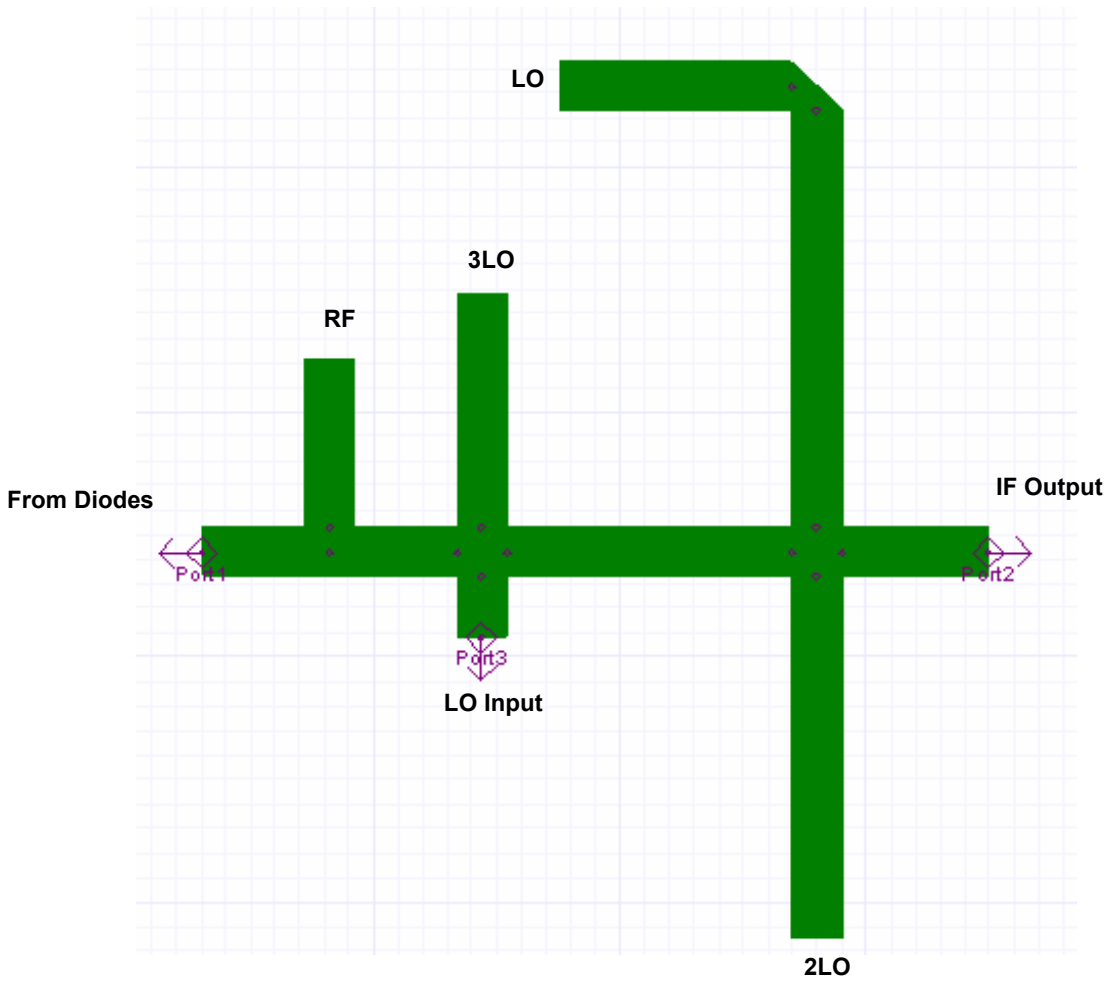 LO
3LO
RF
IF Output
From Diodes
Port1
Port2
Port3
LO Input
2LO